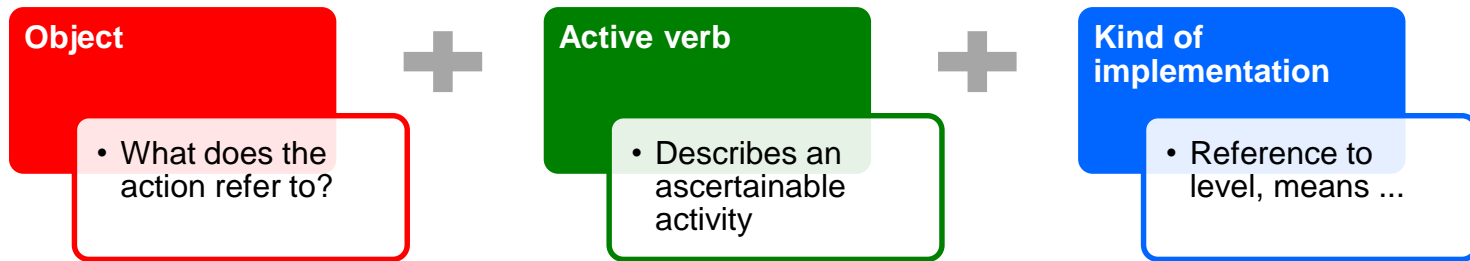 Object
• What does the
action refer to?
Active verb
• Describes an
ascertainable
activity
Kind of
implementation
• Reference to
level, means ...